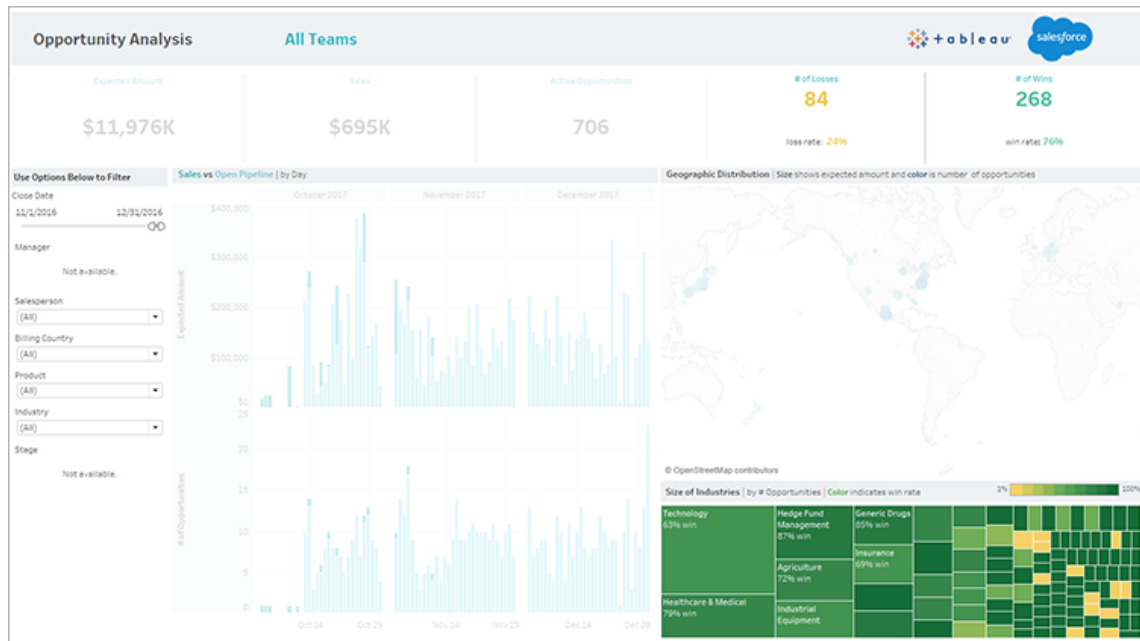 Opportunity Analysis
All Teams
+ableau
salesforce
Expected Amount
$11,976K
Sales
$695K
Active Opportunities
706
# of Losses
84
loss rate: 24%
# of Wins
268
win rate: 76%
Use Options Below to Filter
Close Date
11/1/2016 12/31/2016
Manager
Not available.
Salesperson
(All)
Billing Country
(All)
Product
(All)
Industry
(All)
Stage
Not available.
Sales vs Open Pipeline | by Day
October 2017 November 2017 December 2017
Expected Amount
$400,000
$300,000
$200,000
$100,000
$0
# of Opportunities
25
20
15
10
5
0
Oct 14 Oct 29 Nov 14 Nov 29 Dec 14 Dec 29
Geographic Distribution | Size shows expected amount and color is number of opportunities
© OpenStreetMap contributors
Size of Industries | by # Opportunities | Color indicates win rate
1% 100%
Technology
63% win
Healthcare & Medical
79% win
Hedge Fund
Management
87% win
Agriculture
72% win
Industrial
Equipment
Generic Drugs
85% win
Insurance
69% win